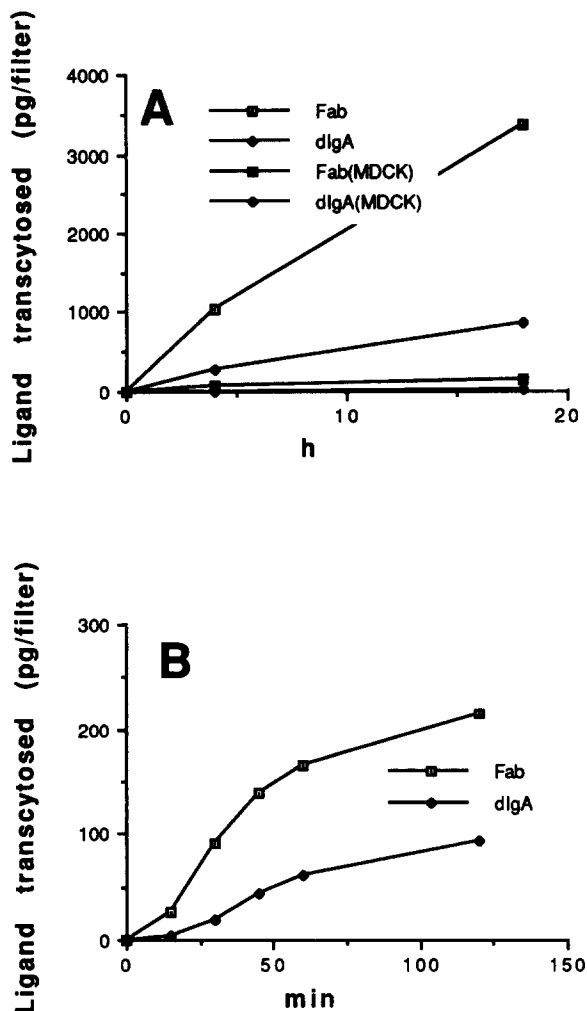 A
Ligand transcytosed (pg/filter)
4000
3000
2000
1000
0
Fab
dIgA
Fab(MDCK)
dIgA(MDCK)
0
10
20
h
B
Ligand transcytosed (pg/filter)
300
200
100
0
Fab
dIgA
0
50
100
150
min